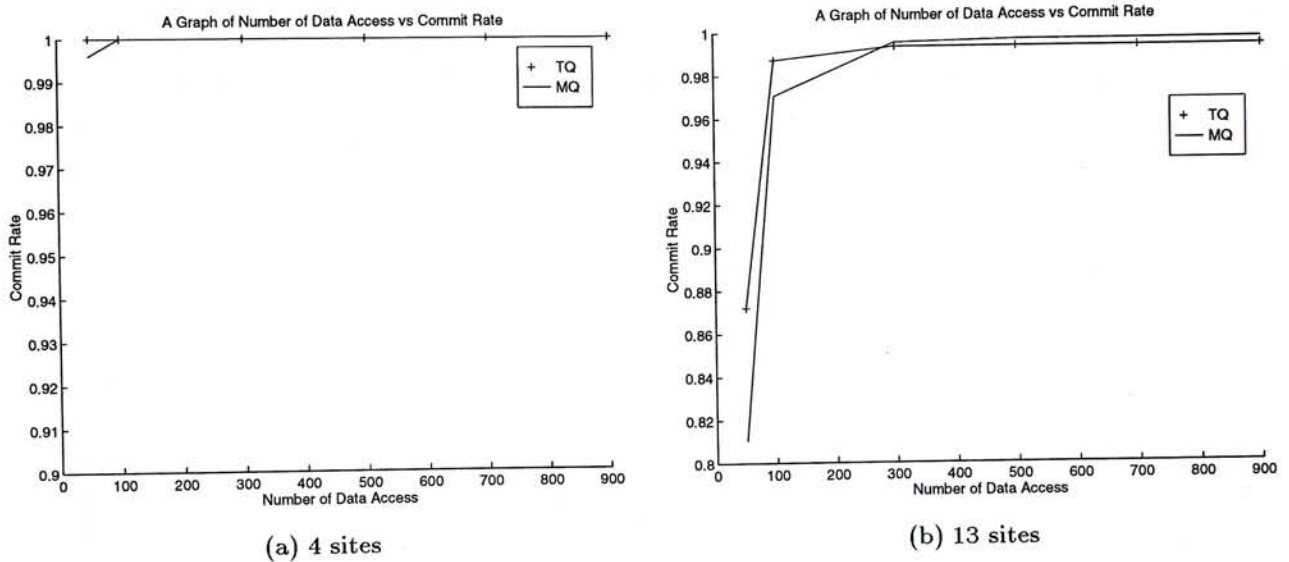 A Graph of Number of Data Access vs Commit Rate
1
0.99
0.98
0.97
0.96
0.95
0.94
0.93
0.92
0.91
0.9
Commit Rate
TQ
MQ
0 100 200 300 400 500 600 700 800 900
Number of Data Access
(a) 4 sites
A Graph of Number of Data Access vs Commit Rate
1
0.98
0.96
0.94
0.92
0.9
0.88
0.86
0.84
0.82
0.8
Commit Rate
TQ
MQ
0 100 200 300 400 500 600 700 800 900
Number of Data Access
(b) 13 sites